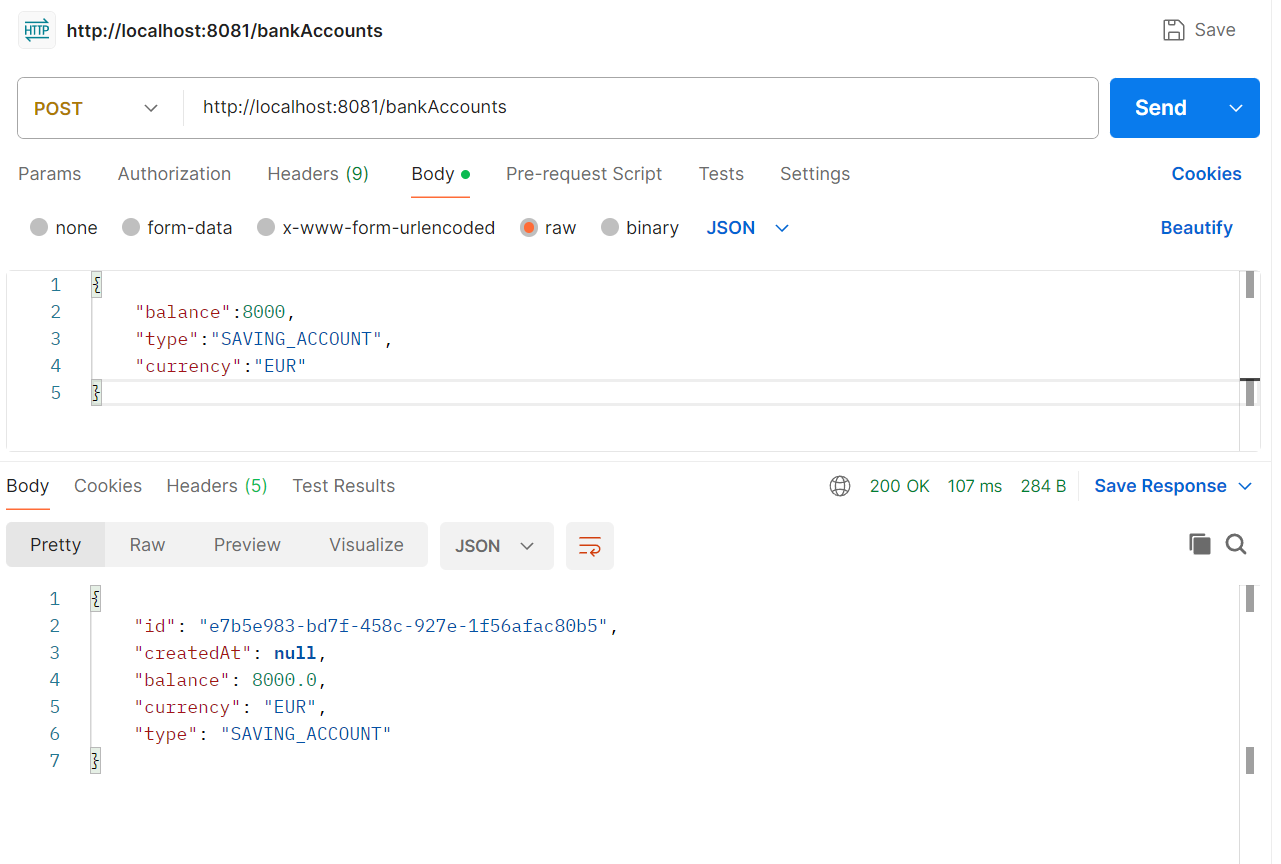 HTTP http://localhost:8081/bankAccounts Save
POST http://localhost:8081/bankAccounts Send
Params Authorization Headers (9) Body Pre-request Script Tests Settings Cookies
none form-data x-www-form-urlencoded raw binary JSON Beautify
1 {
2 "balance":8000,
3 "type":"SAVING_ACCOUNT",
4 "currency":"EUR"
5 }
Body Cookies Headers (5) Test Results 200 OK 107 ms 284 B Save Response
Pretty Raw Preview Visualize JSON
1 {
2 "id": "e7b5e983-bd7f-458c-927e-1f56afac80b5",
3 "createdAt": null,
4 "balance": 8000.0,
5 "currency": "EUR",
6 "type": "SAVING_ACCOUNT"
7 }